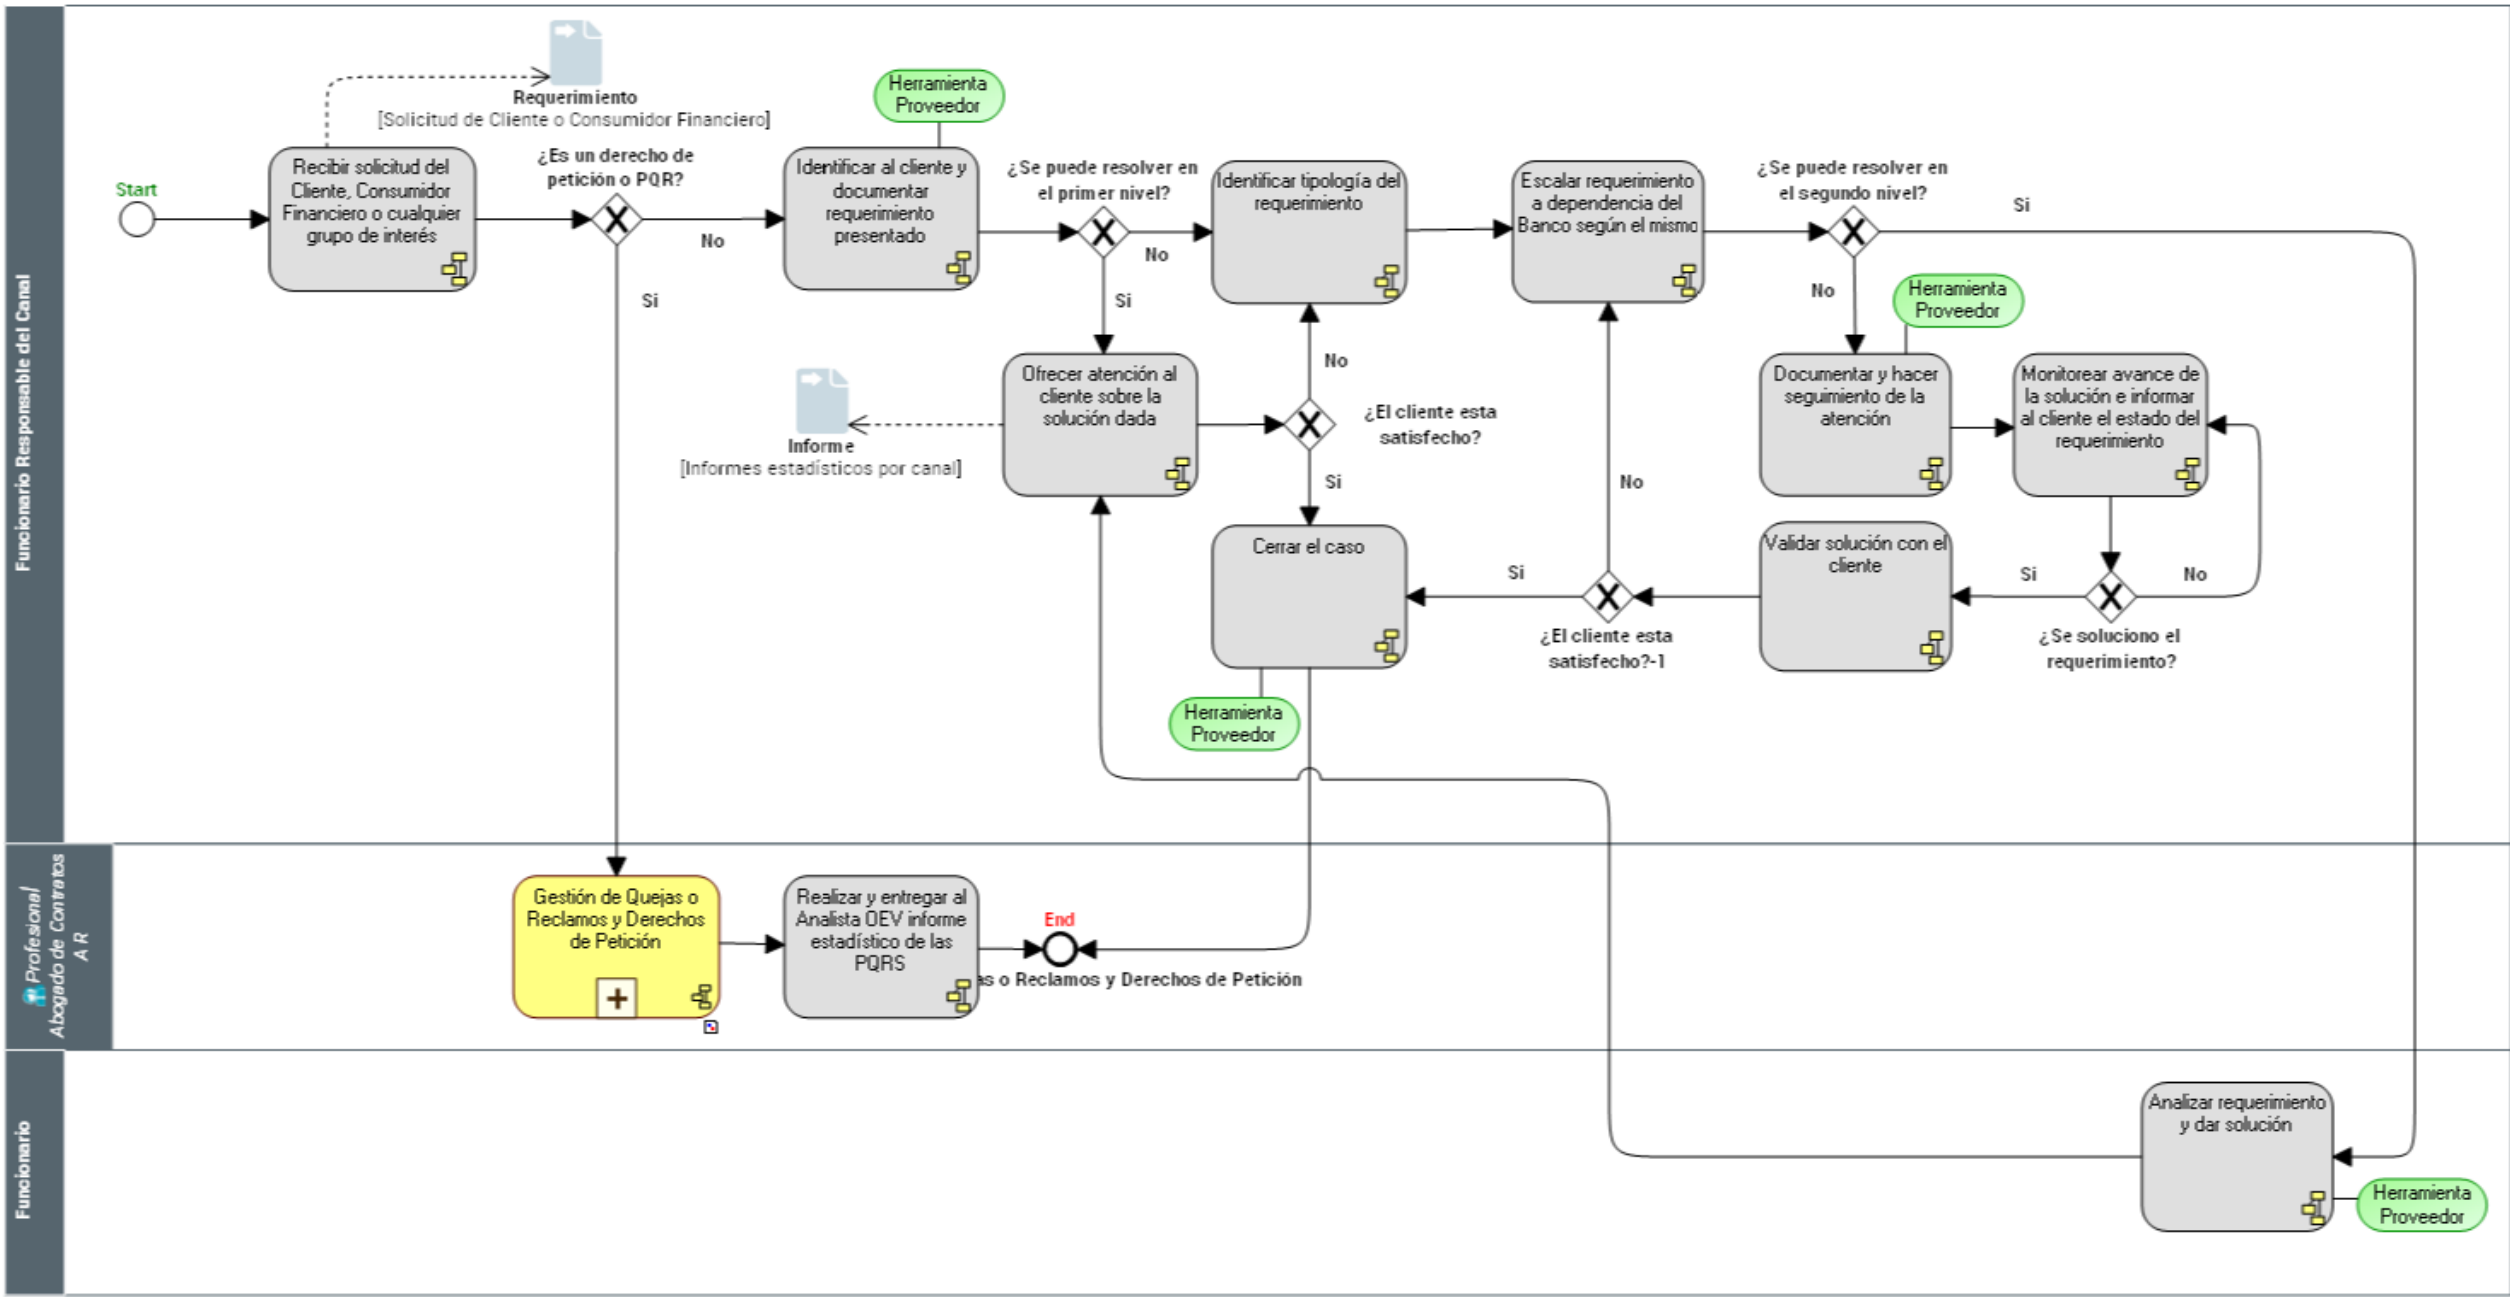 Funcionario Responsable del Canal
Start
Requerimiento
[Solicitud de Cliente o Consumidor Financiero]
Recibir solicitud del
Cliente, Consumidor
Financiero o cualquier
grupo de interés
¿Es un derecho de
petición o PQR?
No
Si
Herramienta
Proveedor
Identificar al cliente y
documentar
requerimiento
presentado
¿Se puede resolver en
el primer nivel?
No
Si
Identificar tipología del
requerimiento
Escalar requerimiento
a dependencia del
Banco según el mismo
¿Se puede resolver en
el segundo nivel?
Si
No
Herramienta
Proveedor
Informe
[Informes estadísticos por canal]
Ofrecer atención al
cliente sobre la
solución dada
No
¿El cliente esta
satisfecho?
Si
No
Documentar y hacer
seguimiento de la
atención
Monitorear avance de
la solución e informar
al cliente el estado del
requerimiento
Cerrar el caso
Si
¿El cliente esta
satisfecho?-1
Validar solución con el
cliente
Si
No
¿Se soluciono el
requerimiento?
Herramienta
Proveedor
Profesional
Abogado de Contratos
A R
Gestión de Quejas o
Reclamos y Derechos
de Petición
Realizar y entregar al
Analista OEV informe
estadístico de las
PQRS
End
as o Reclamos y Derechos de Petición
Funcionario
Analizar requerimiento
y dar solución
Herramienta
Proveedor